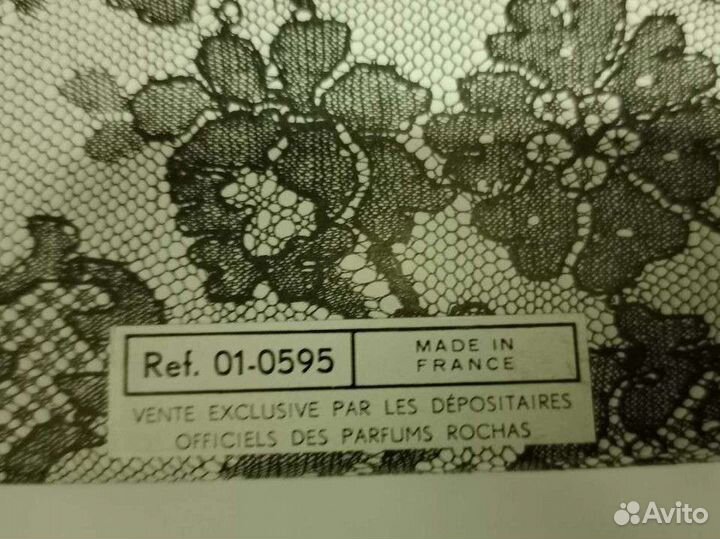 Ref. 01-0595
MADE IN
FRANCE
VENTE EXCLUSIVE PAR LES DÉPOSITAIRES
OFFICIELS DES PARFUMS ROCHAS
Avito